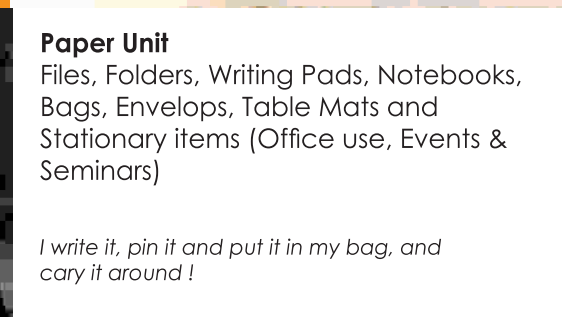 Paper Unit
Files, Folders, Writing Pads, Notebooks,
Bags, Envelops, Table Mats and
Stationary items (Office use, Events &
Seminars)
I write it, pin it and put it in my bag, and
cary it around !